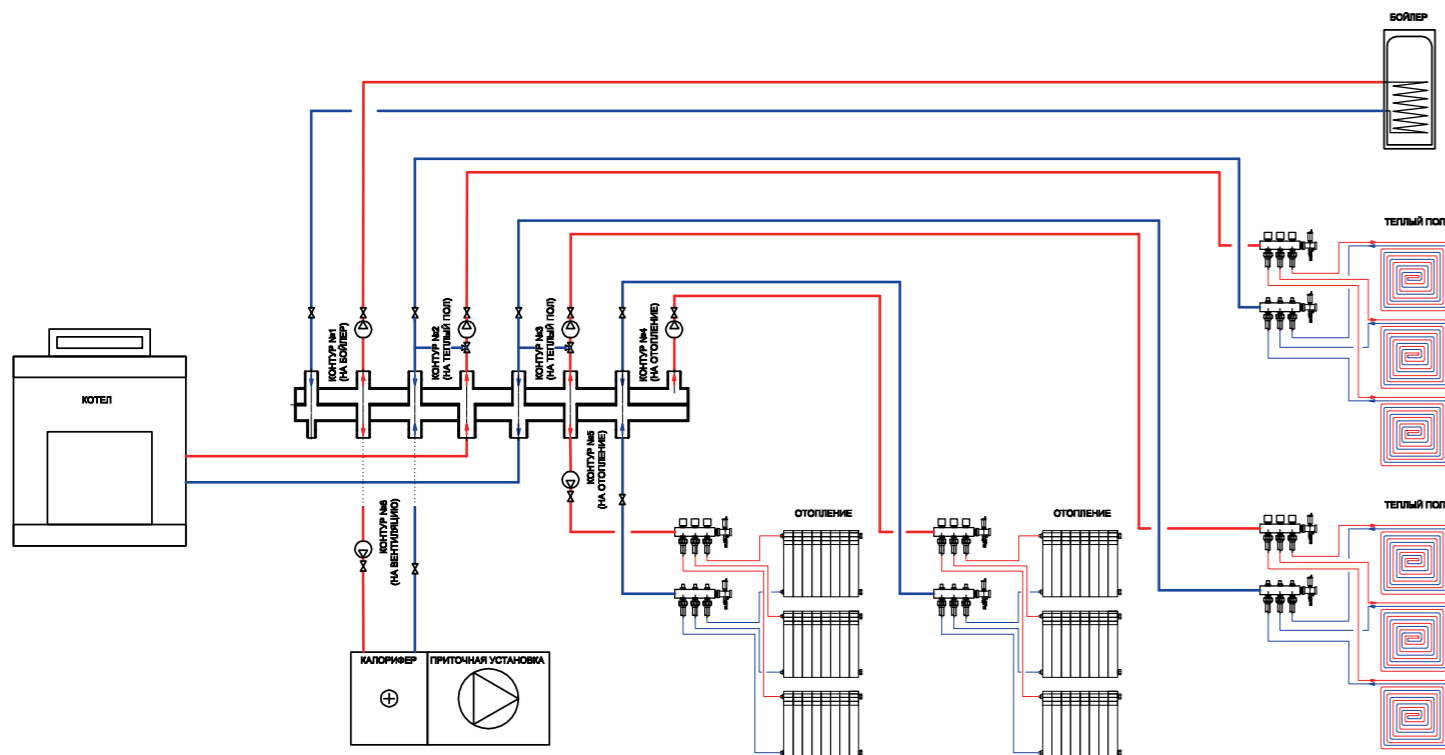 БОЙЛЕР
ТЕПЛЫЙ ПОЛ
КОНТУР №1
(НА БОЙЛЕР)
КОНТУР №2
(НА ТЕПЛЫЙ ПОЛ)
КОНТУР №3
(НА ТЕПЛЫЙ ПОЛ)
КОНТУР №4
(НА ОТОПЛЕНИЕ)
КОТЕЛ
КОНТУР №5
(НА ОТОПЛЕНИЕ)
КОНТУР №6
(НА ВЕНТИЛЯЦИЮ)
ОТОПЛЕНИЕ
ОТОПЛЕНИЕ
ТЕПЛЫЙ ПОЛ
КАЛОРИФЕР
ПРИТОЧНАЯ УСТАНОВКА